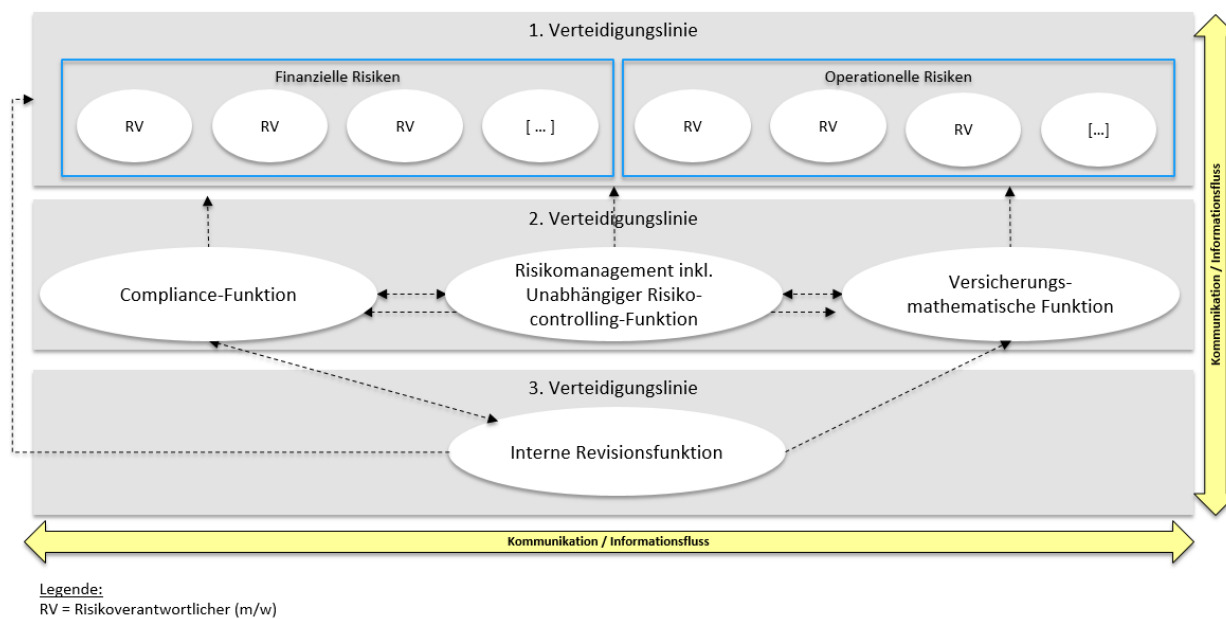 1. Verteidigungslinie
Finanzielle Risiken
Operationelle Risiken
RV
RV
RV
[ ... ]
RV
RV
RV
[...]
2. Verteidigungslinie
Compliance-Funktion
Risikomanagement inkl.
Unabhängiger Risiko-
controlling-Funktion
Versicherungs-
mathematische Funktion
3. Verteidigungslinie
Interne Revisionsfunktion
Kommunikation / Informationsfluss
Kommunikation / Informationsfluss
Legende:
RV = Risikoverantwortlicher (m/w)